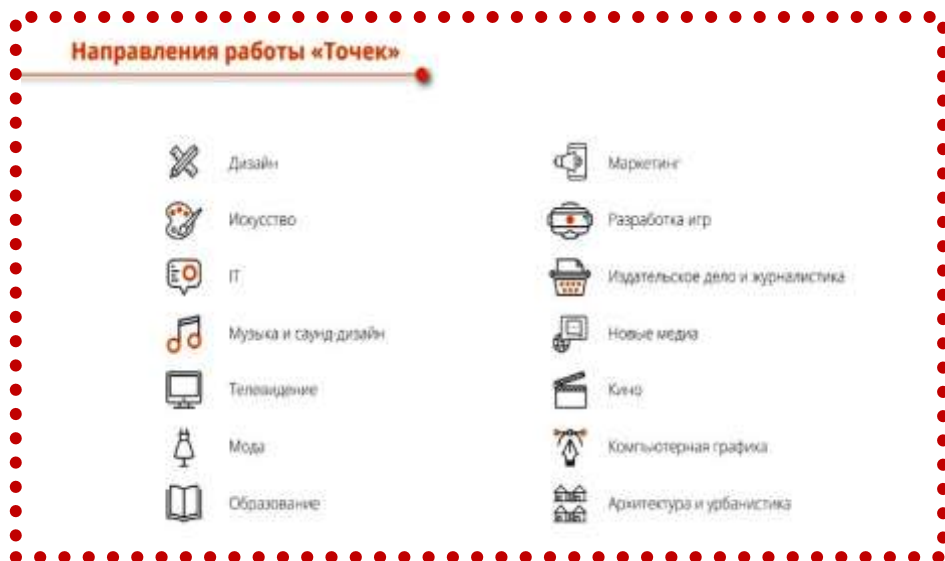 Направления работы «Точек»
Дизайн
Искусство
IT
Музыка и саунд-дизайн
Телевидение
Мода
Образование
Маркетинг
Разработка игр
Издательское дело и журналистика
Новые медиа
Кино
Компьютерная графика
Архитектура и урбанистика